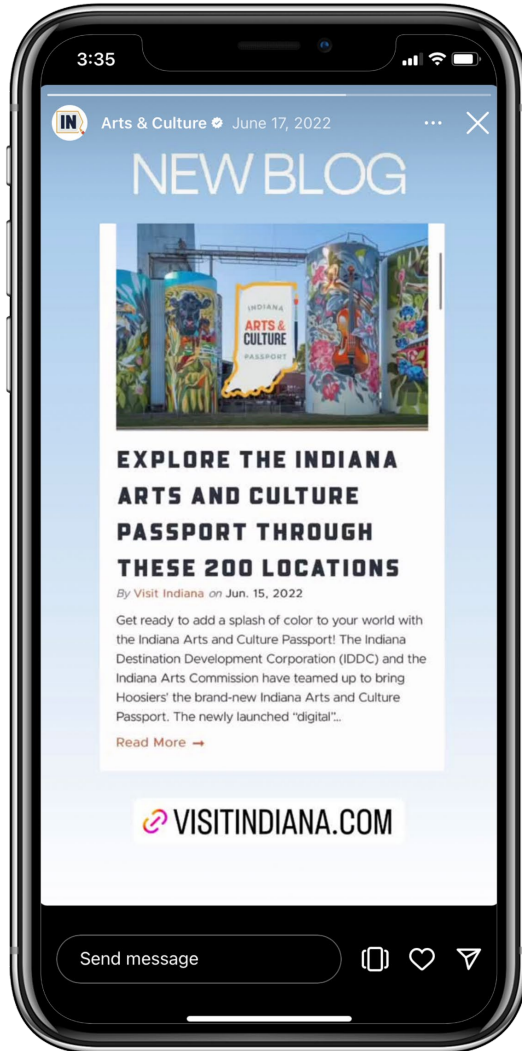 3:35
IN
Arts & Culture June 17, 2022
NEW BLOG
INDIANA
ARTS &
CULTURE
PASSPORT
EXPLORE THE INDIANA
ARTS AND CULTURE
PASSPORT THROUGH
THESE 200 LOCATIONS
By Visit Indiana on Jun. 15, 2022
Get ready to add a splash of color to your world with
the Indiana Arts and Culture Passport! The Indiana
Destination Development Corporation (IDDC) and the
Indiana Arts Commission have teamed up to bring
Hoosiers' the brand-new Indiana Arts and Culture
Passport. The newly launched “digital”...
Read More →
VISITINDIANA.COM
Send message